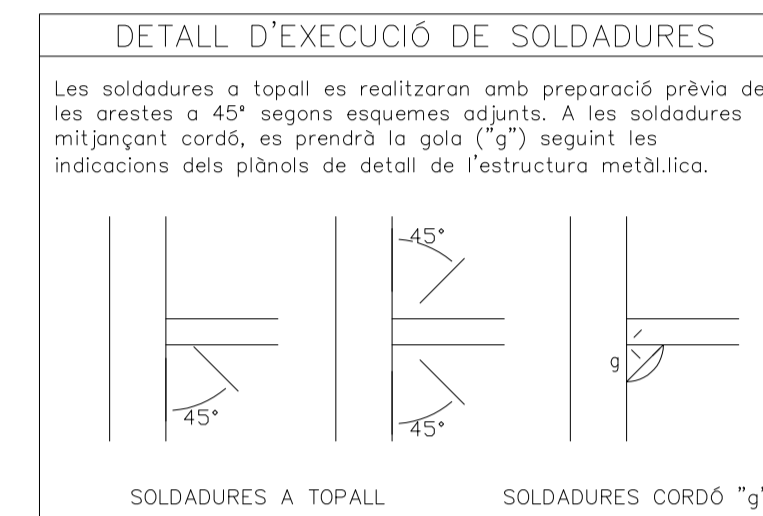 DETALL D'EXECUCIÓ DE SOLDADURES
Les soldadures a topall es realitzaran amb preparació prèvia de
les arestes a 45° segons esquemes adjunts. A les soldadures
mitjançant cordó, es prendrà la gola ("g") seguint les
indicacions dels plànols de detall de l'estructura metàl.lica.
45°
g
45°
45°
SOLDADURES A TOPALL
SOLDADURES CORDÓ "g"